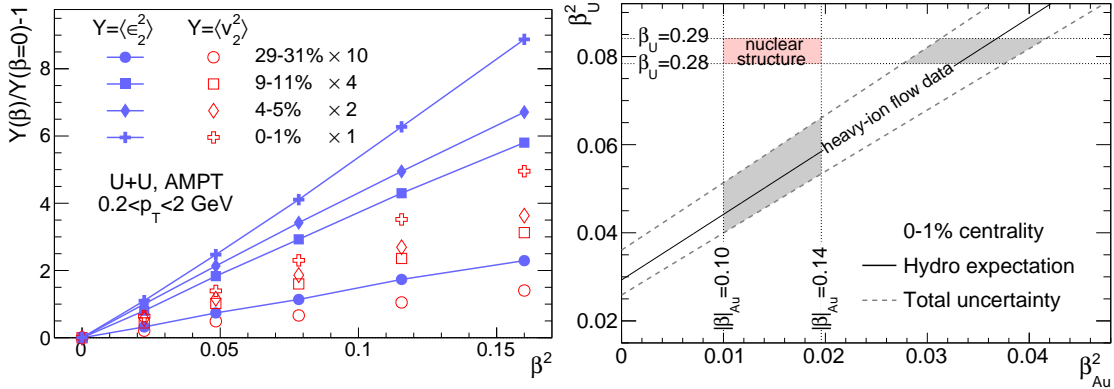 Y(β)/Y(β=0)-1
Y=⟨ϵ₂²⟩ Y=⟨v₂²⟩
29-31% × 10
9-11% × 4
4-5% × 2
0-1% × 1
U+U, AMPT
0.2<p_T<2 GeV
8
6
4
2
0
0 0.05 0.1 0.15
β²
β²_U
0.08
0.06
0.04
0.02
β_U=0.29
β_U=0.28
nuclear
structure
heavy-ion flow data
|β|_Au=0.10
|β|_Au=0.14
0-1% centrality
Hydro expectation
Total uncertainty
0 0.01 0.02 0.03 0.04
β²_Au